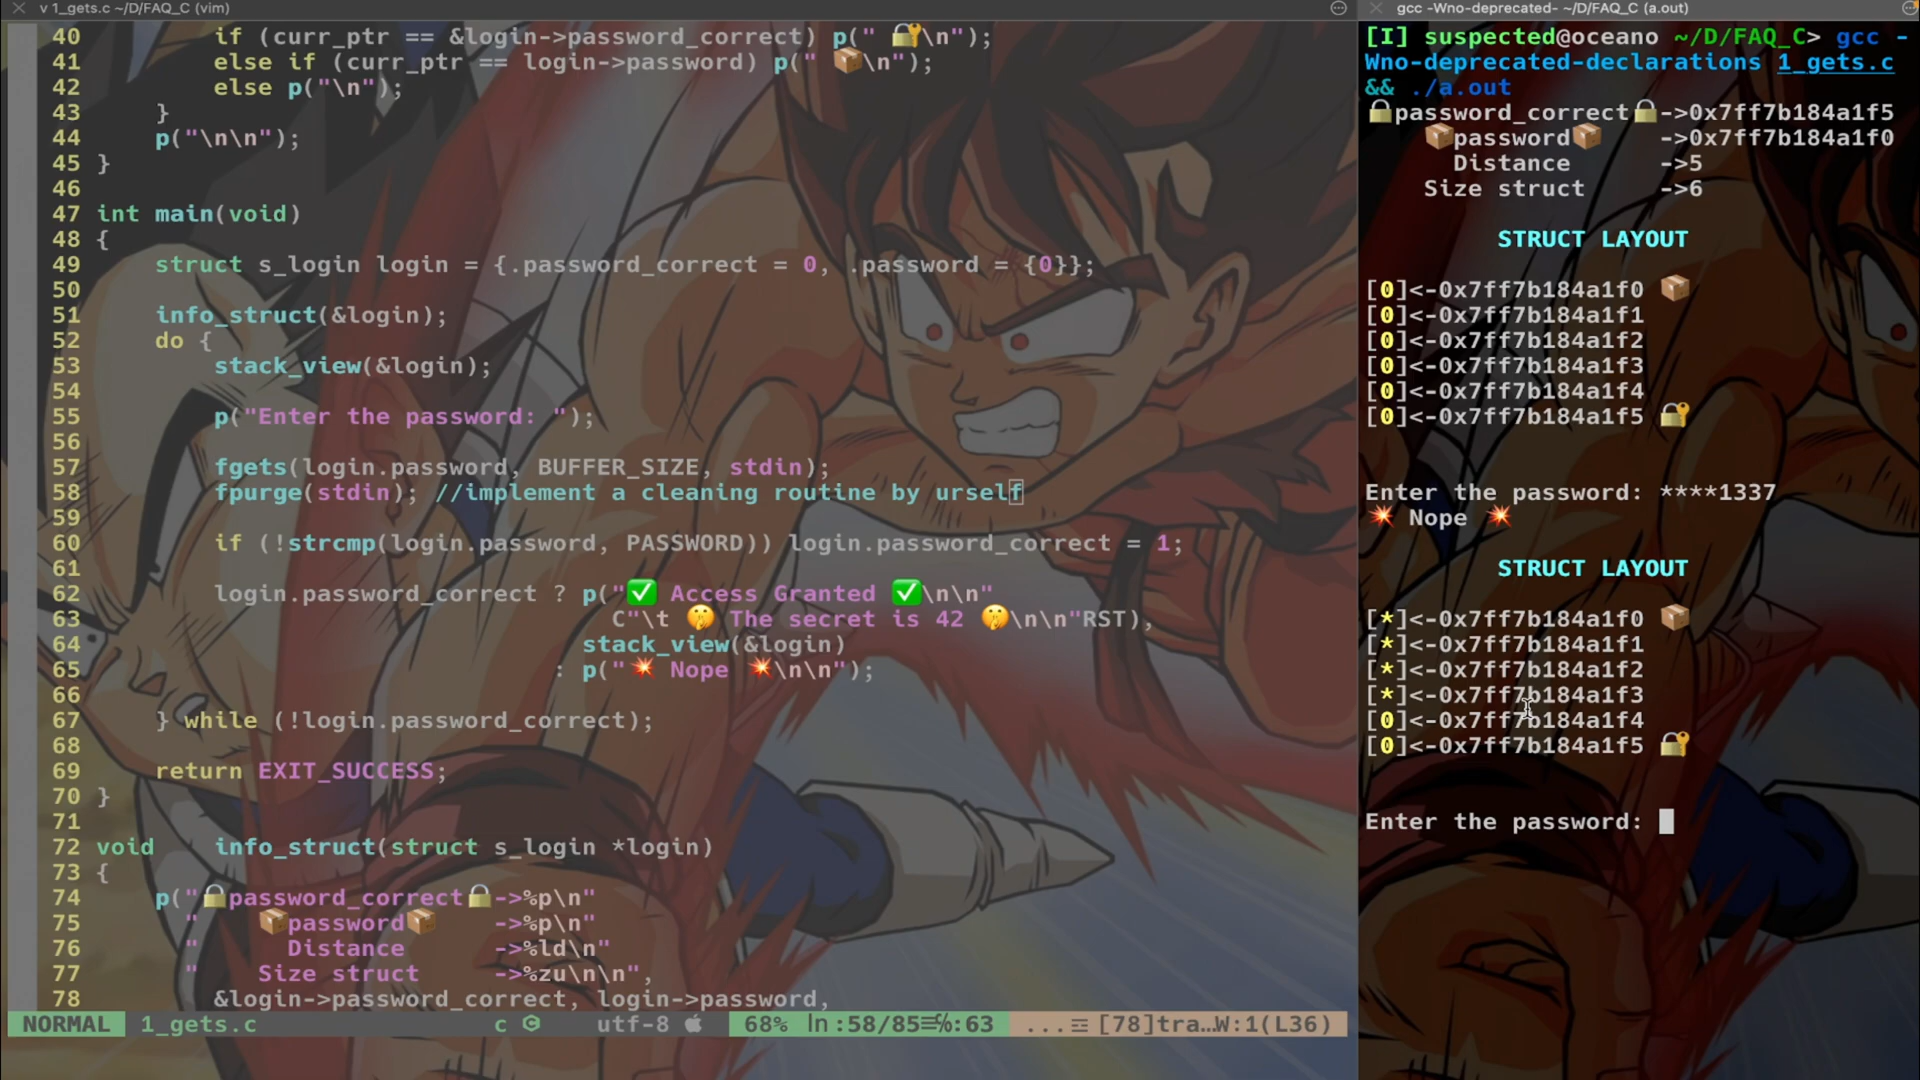 v 1_gets.c ~/D/FAQ_C (vim)
40 if (curr_ptr == &login->password_correct) p(" 🔐\n");
41 else if (curr_ptr == login->password) p(" 📦\n");
42 else p("\n");
43 }
44 p("\n\n");
45 }
46
47 int main(void)
48 {
49 struct s_login login = {.password_correct = 0, .password = {0}};
50
51 info_struct(&login);
52 do {
53 stack_view(&login);
54
55 p("Enter the password: ");
56
57 fgets(login.password, BUFFER_SIZE, stdin);
58 fpurge(stdin); //implement a cleaning routine by urself
59
60 if (!strcmp(login.password, PASSWORD)) login.password_correct = 1;
61
62 login.password_correct ? p("✅ Access Granted ✅\n\n"
63 C"\t 🤫 The secret is 42 🤫\n\n"RST),
64 stack_view(&login)
65 : p("💥 Nope 💥\n\n");
66
67 } while (!login.password_correct);
68
69 return EXIT_SUCCESS;
70 }
71
72 void info_struct(struct s_login *login)
73 {
74 p("🔒password_correct🔒->%p\n"
75 " 📦password📦 ->%p\n"
76 " Distance ->%ld\n"
77 " Size struct ->%zu\n\n",
78 &login->password_correct, login->password,
NORMAL 1_gets.c c utf-8 68% ln:58/85≡%:63 ...☲ [78]tra…W:1(L36)
gcc -Wno-deprecated- ~/D/FAQ_C (a.out)
[I] suspected@oceano ~/D/FAQ_C> gcc -
Wno-deprecated-declarations 1_gets.c
&& ./a.out
🔒password_correct🔒->0x7ff7b184a1f5
📦password📦 ->0x7ff7b184a1f0
Distance ->5
Size struct ->6
STRUCT LAYOUT
[0]<-0x7ff7b184a1f0 📦
[0]<-0x7ff7b184a1f1
[0]<-0x7ff7b184a1f2
[0]<-0x7ff7b184a1f3
[0]<-0x7ff7b184a1f4
[0]<-0x7ff7b184a1f5 🔐
Enter the password: ****1337
💥 Nope 💥
STRUCT LAYOUT
[*]<-0x7ff7b184a1f0 📦
[*]<-0x7ff7b184a1f1
[*]<-0x7ff7b184a1f2
[*]<-0x7ff7b184a1f3
[0]<-0x7ff7b184a1f4
[0]<-0x7ff7b184a1f5 🔐
Enter the password: